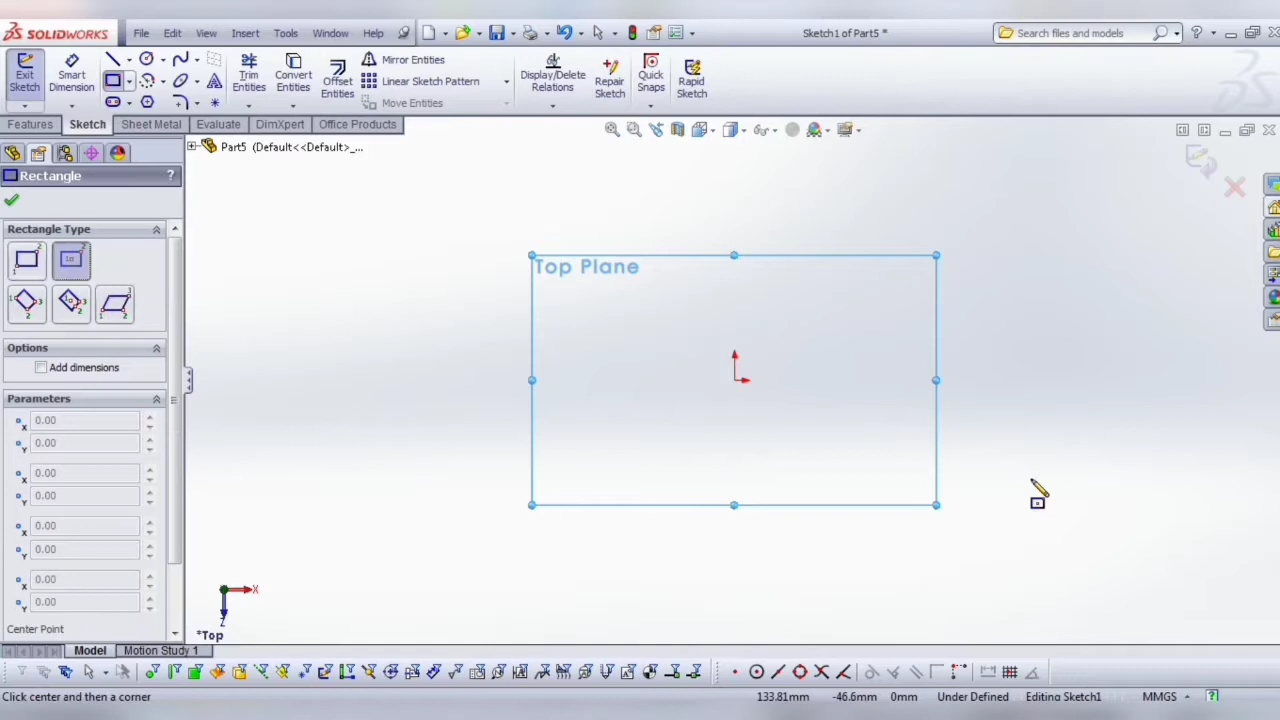 SOLIDWORKS File Edit View Insert Tools Window Help Sketch1 of Part5 * Search files and models ?
Exit Sketch
Smart Dimension
Trim Entities
Convert Entities
Offset Entities
Mirror Entities
Linear Sketch Pattern
Move Entities
Display/Delete Relations
Repair Sketch
Quick Snaps
Rapid Sketch
Features Sketch Sheet Metal Evaluate DimXpert Office Products
Part5 (Default<<Default>_...
Rectangle ?
Rectangle Type
Options
Add dimensions
Parameters
0.00
0.00
0.00
0.00
0.00
0.00
0.00
0.00
Center Point
Top Plane
X
Z
*Top
Model Motion Study 1
Click center and then a corner 133.81mm -46.6mm 0mm Under Defined Editing Sketch1 MMGS ?